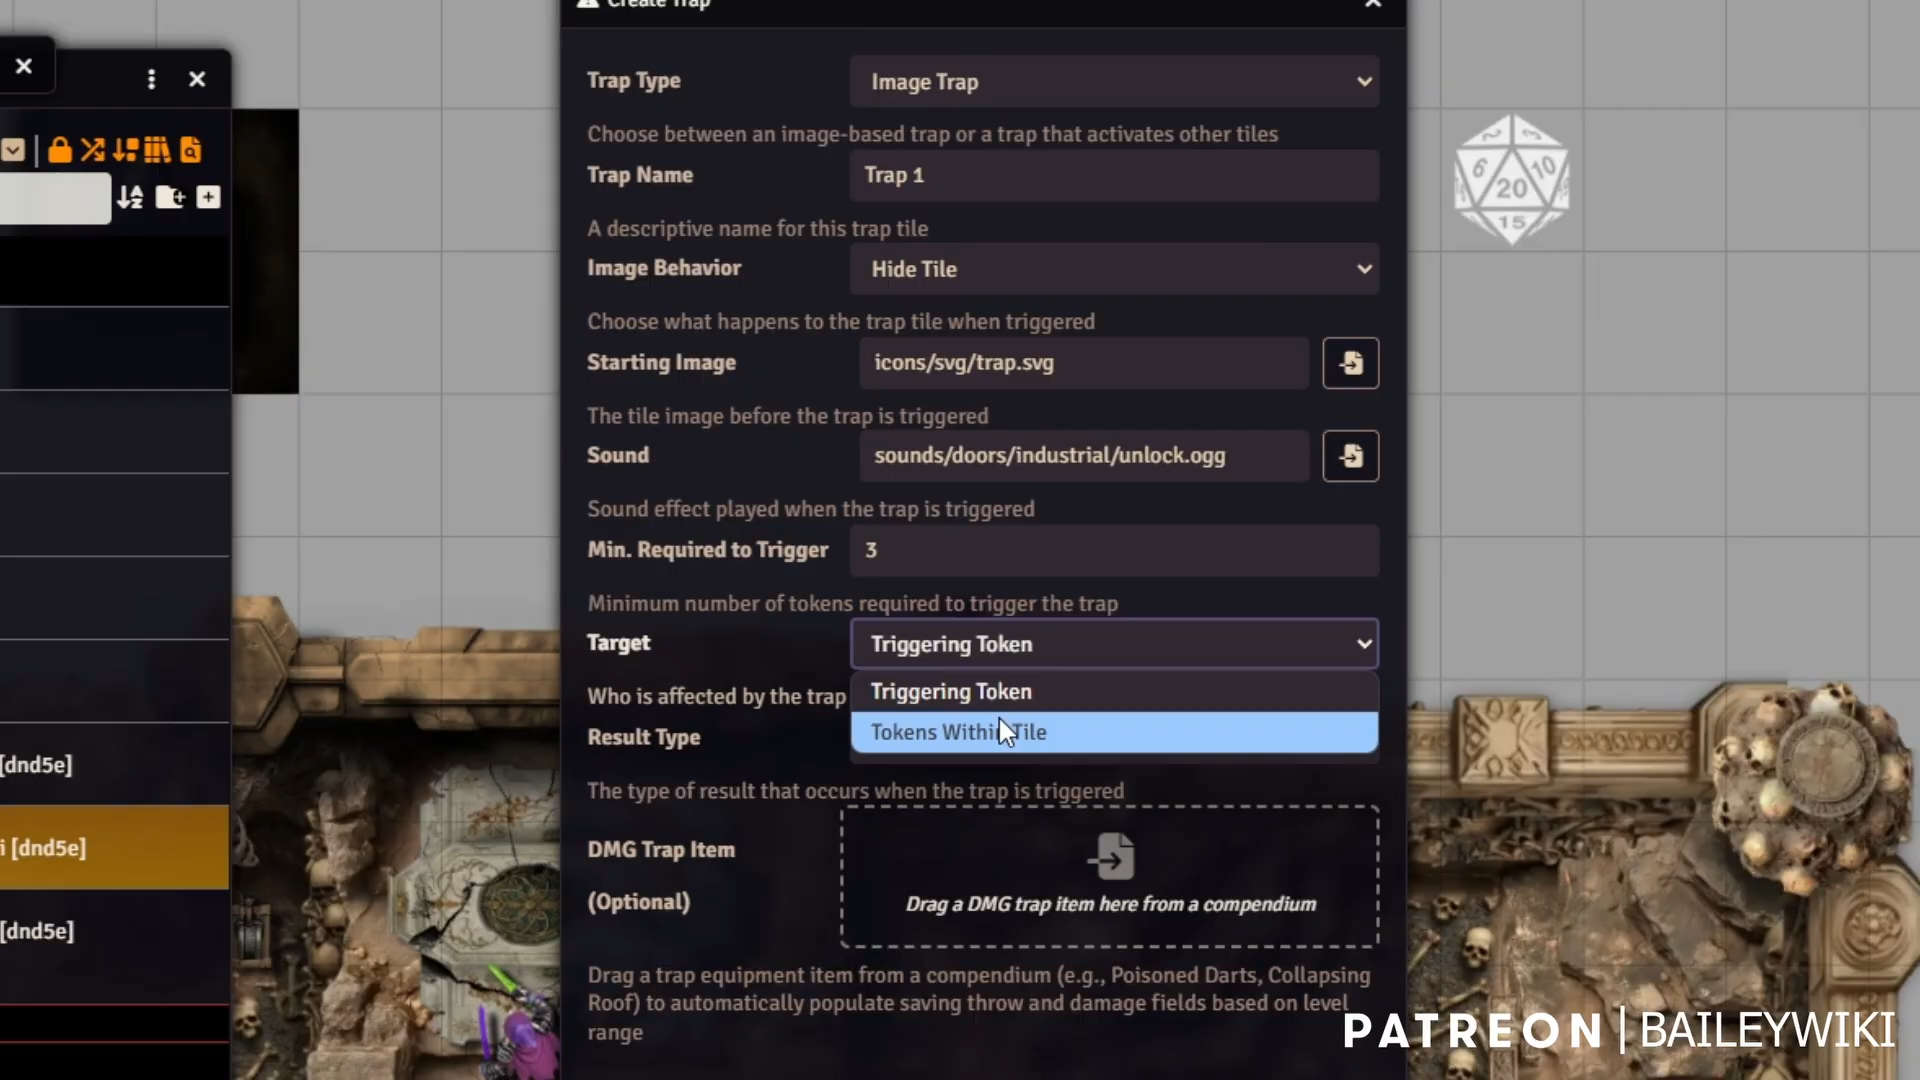 Create Trap
Trap Type
Image Trap
Choose between an image-based trap or a trap that activates other tiles
Trap Name
Trap 1
A descriptive name for this trap tile
Image Behavior
Hide Tile
Choose what happens to the trap tile when triggered
Starting Image
icons/svg/trap.svg
The tile image before the trap is triggered
Sound
sounds/doors/industrial/unlock.ogg
Sound effect played when the trap is triggered
Min. Required to Trigger
3
Minimum number of tokens required to trigger the trap
Target
Triggering Token
Triggering Token
Who is affected by the trap
Tokens Within Tile
Result Type
The type of result that occurs when the trap is triggered
DMG Trap Item
(Optional)
Drag a DMG trap item here from a compendium
Drag a trap equipment item from a compendium (e.g., Poisoned Darts, Collapsing
Roof) to automatically populate saving throw and damage fields based on level
range
[dnd5e]
i [dnd5e]
[dnd5e]
6
10
20
15
PATREON | BAILEYWIKI